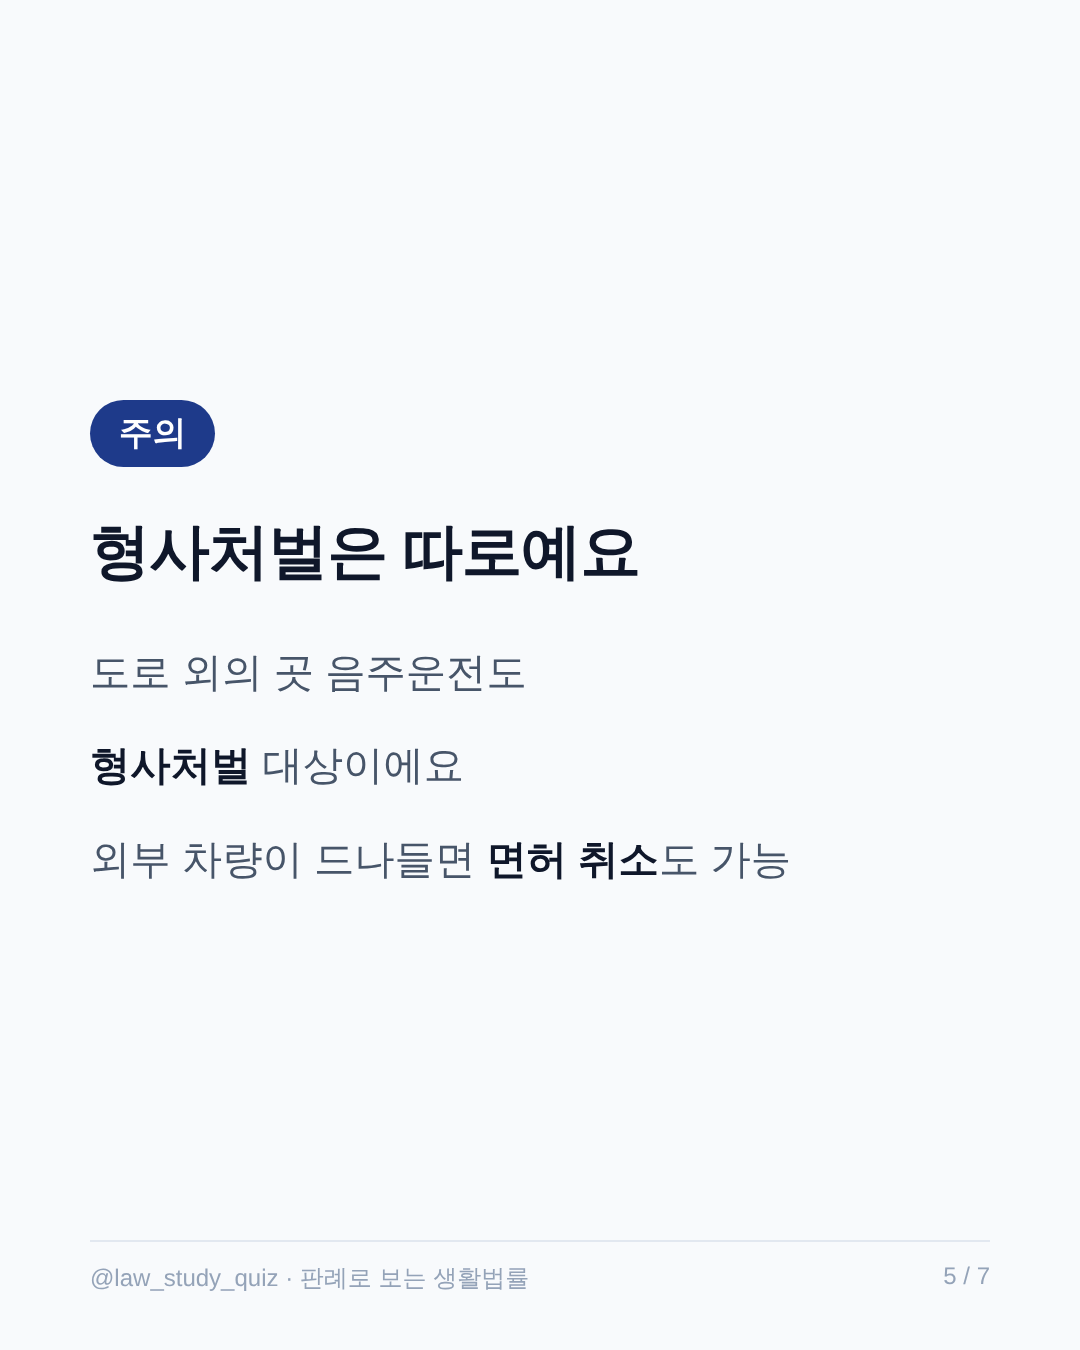 주의
형사처벌은 따로예요
도로 외의 곳 음주운전도
형사처벌 대상이에요
외부 차량이 드나들면 면허 취소도 가능
@law_study_quiz · 판례로 보는 생활법률
5 / 7